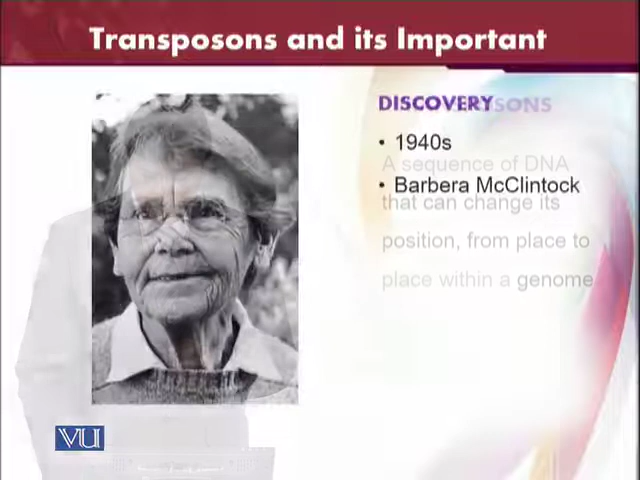 Transposons and its Important
DISCOVERY
SONS
• 1940s
A sequence of DNA
• Barbera McClintock
that can change its
position, from place to
place within a genome
VU